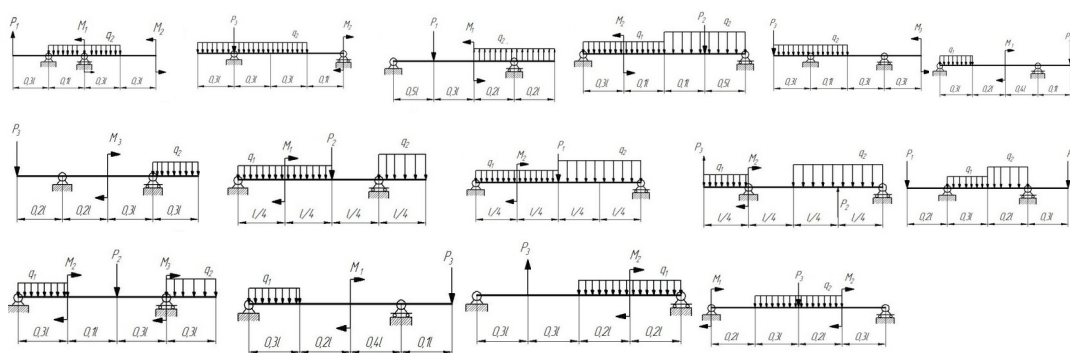 P₁ M₁ q₂ M₂
0,3l 0,1l 0,3l 0,3l
P₃ q₂ M₂
0,3l 0,3l 0,3l 0,1l
P₁ M₁ q₂
0,5l 0,3l 0,2l 0,2l
M₂ P₂ q₂
0,3l 0,1l 0,1l 0,5l
P₃ q₂
0,3l 0,1l 0,3l 0,3l
q₁ M₁
0,3l 0,2l 0,4l 0,1l
P₃ M₃ q₂
0,2l 0,2l 0,3l 0,3l
q₁ M₁ P₂ q₂
l/4 l/4 l/4 l/4
q₁ M₂ P₁ q₂
l/4 l/4 l/4 l/4
P₃ M₂ q₂
P₂
l/4 l/4 l/4 l/4
P₁ q₁ q₂
0,2l 0,3l 0,2l 0,3l
q₁ M₂ P₂ M₃ q₂
0,3l 0,1l 0,3l 0,3l
q₁ M₁ P₃
0,3l 0,2l 0,4l 0,1l
P₃ M₂ q₁
0,3l 0,3l 0,2l 0,2l
M₁ P₃ q₂ M₂
0,2l 0,3l 0,2l 0,3l